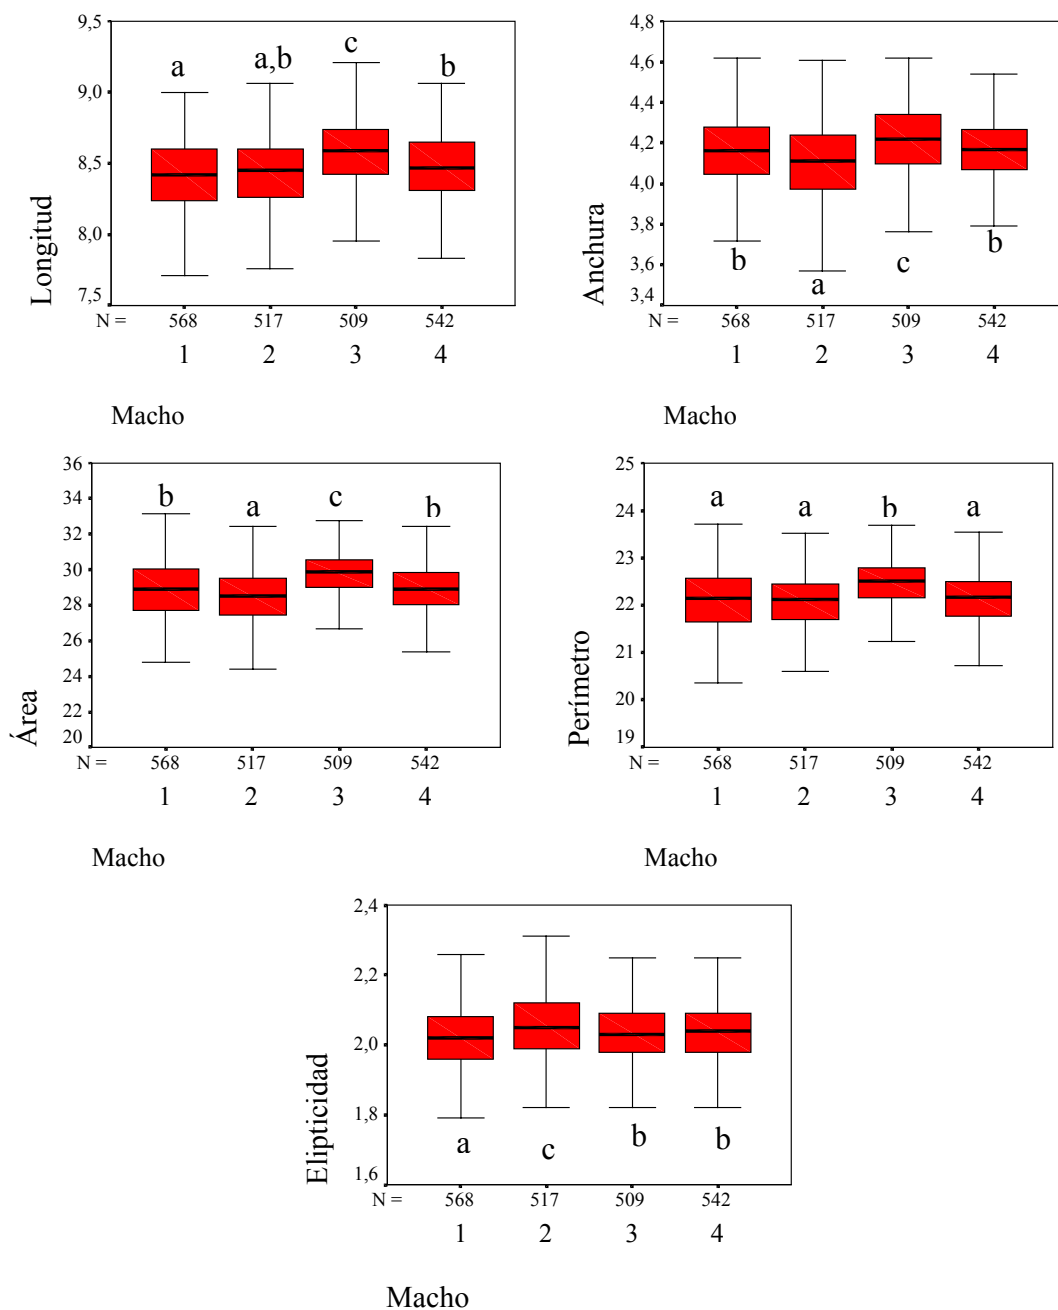 Longitud
9,5
9,0
8,5
8,0
7,5
a
a,b
c
b
N =
568
517
509
542
1
2
3
4
Macho
Anchura
4,8
4,6
4,4
4,2
4,0
3,8
3,6
3,4
b
a
c
b
N =
568
517
509
542
1
2
3
4
Macho
Área
36
34
32
30
28
26
24
22
20
b
a
c
b
N =
568
517
509
542
1
2
3
4
Macho
Perímetro
25
24
23
22
21
20
19
a
a
b
a
N =
568
517
509
542
1
2
3
4
Macho
Elipticidad
2,4
2,2
2,0
1,8
1,6
a
c
b
b
N =
568
517
509
542
1
2
3
4
Macho